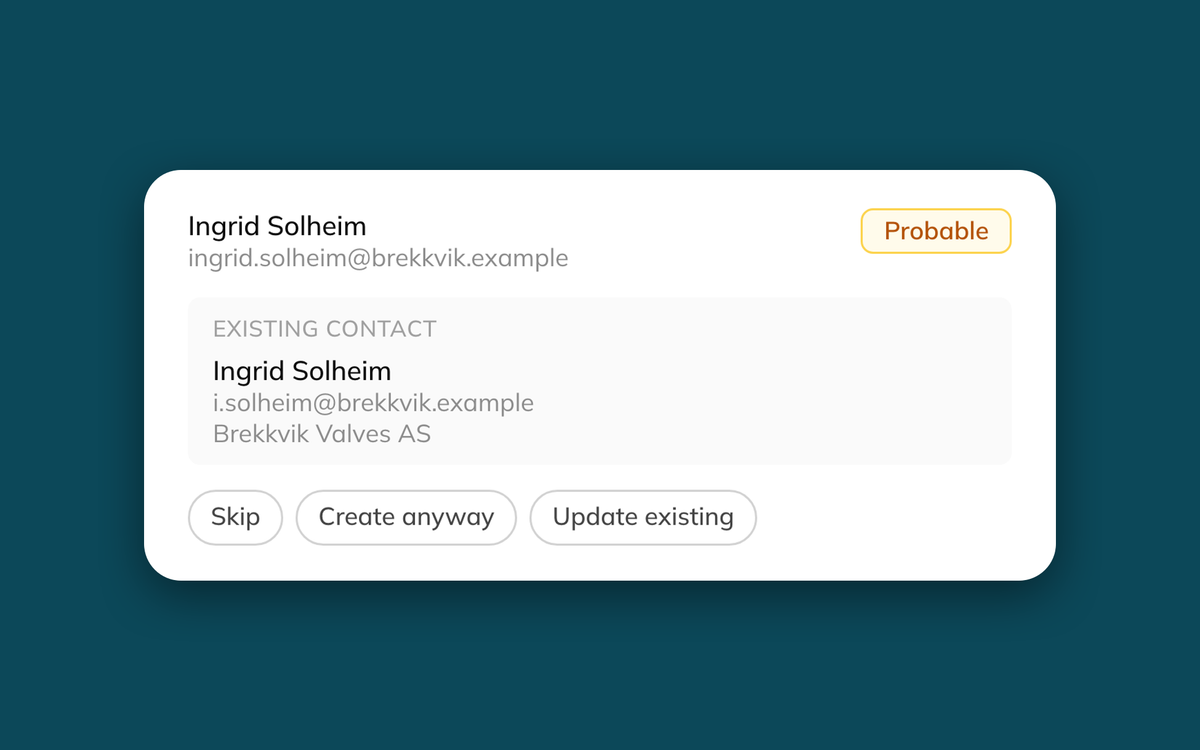 Ingrid Solheim
ingrid.solheim@brekkvik.example
Probable
EXISTING CONTACT
Ingrid Solheim
i.solheim@brekkvik.example
Brekkvik Valves AS
Skip
Create anyway
Update existing